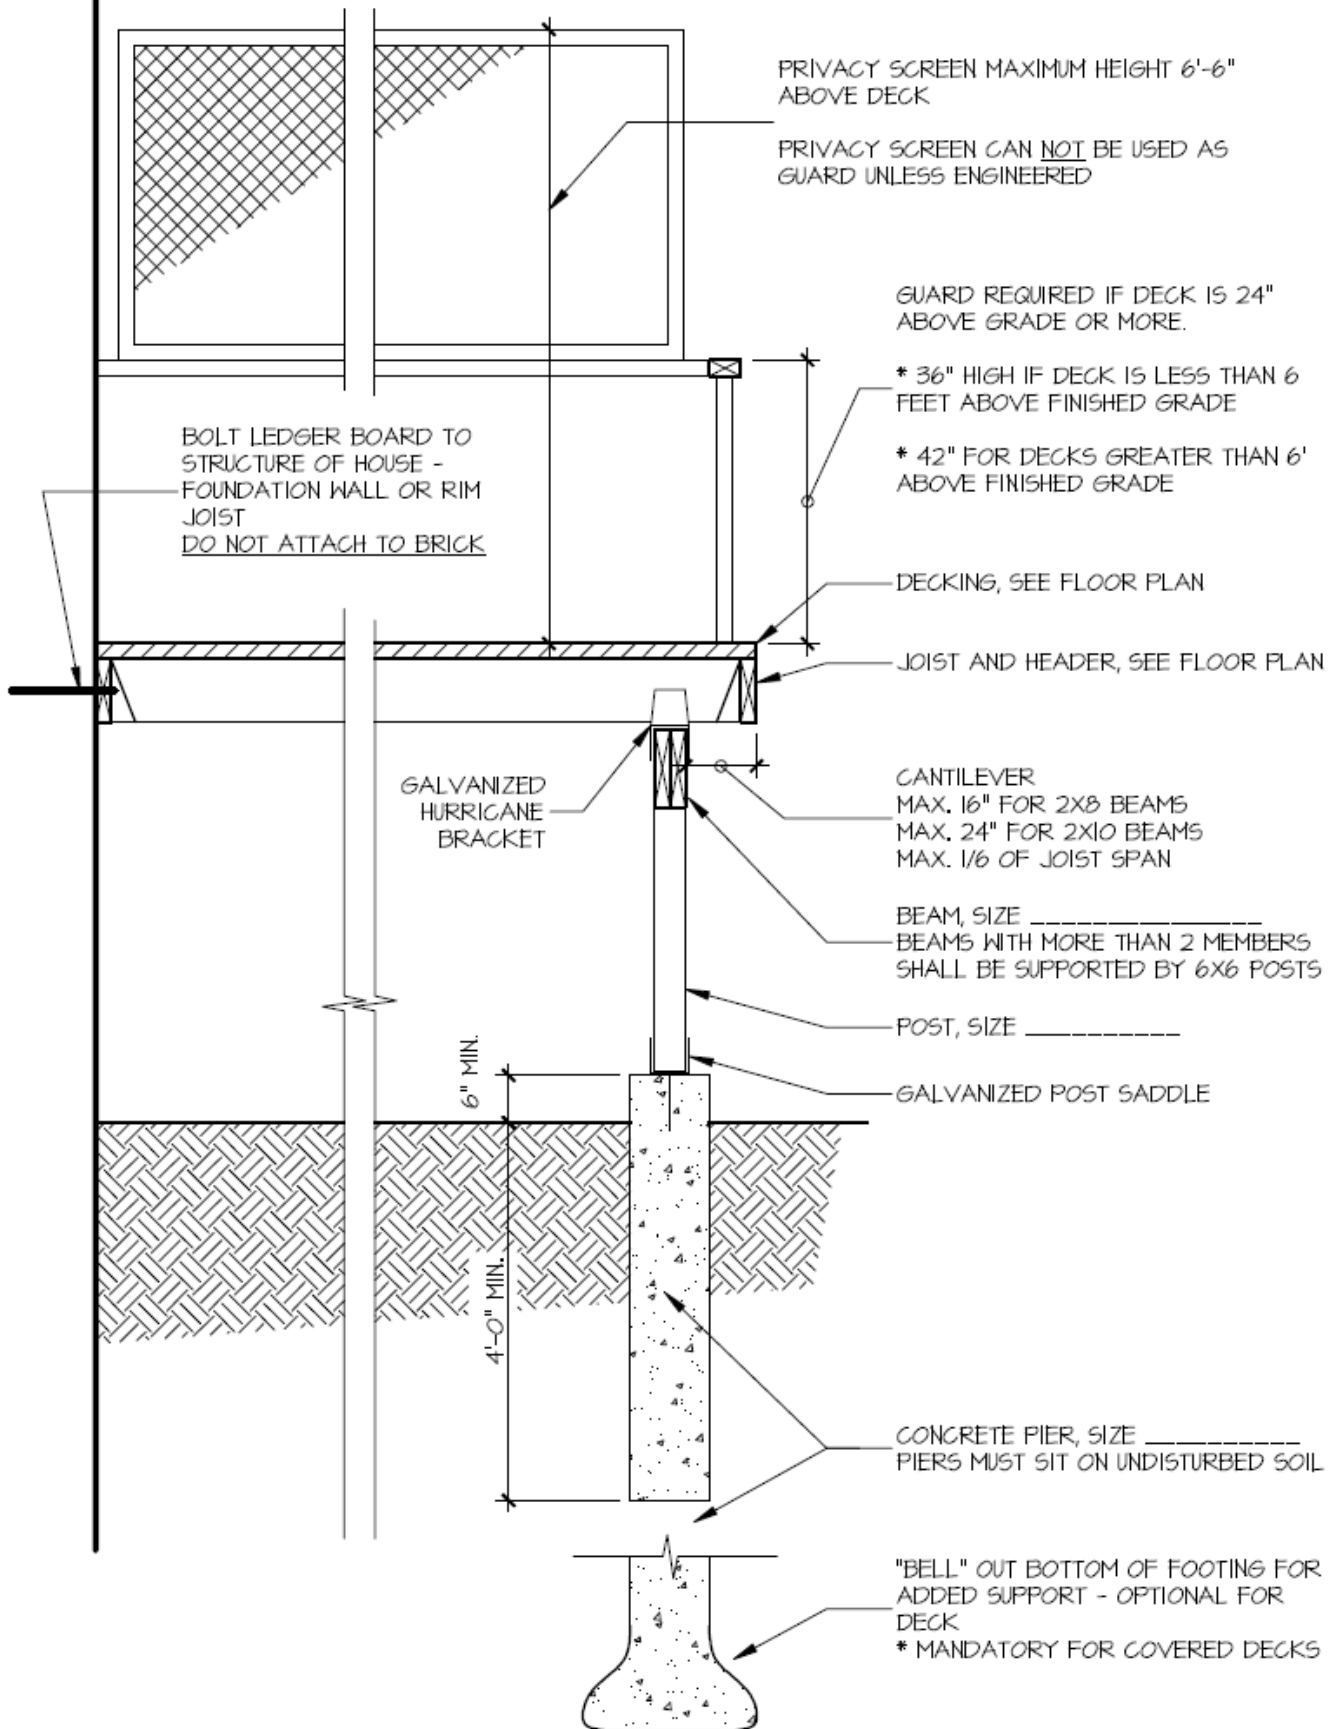 PRIVACY SCREEN MAXIMUM HEIGHT 6'-6"
ABOVE DECK
PRIVACY SCREEN CAN NOT BE USED AS
GUARD UNLESS ENGINEERED
GUARD REQUIRED IF DECK IS 24"
ABOVE GRADE OR MORE.
* 36" HIGH IF DECK IS LESS THAN 6
FEET ABOVE FINISHED GRADE
* 42" FOR DECKS GREATER THAN 6'
ABOVE FINISHED GRADE
BOLT LEDGER BOARD TO
STRUCTURE OF HOUSE -
FOUNDATION WALL OR RIM
JOIST
DO NOT ATTACH TO BRICK
DECKING, SEE FLOOR PLAN
JOIST AND HEADER, SEE FLOOR PLAN
GALVANIZED
HURRICANE
BRACKET
CANTILEVER
MAX. 16" FOR 2X8 BEAMS
MAX. 24" FOR 2X10 BEAMS
MAX. 1/6 OF JOIST SPAN
BEAM, SIZE _______________
BEAMS WITH MORE THAN 2 MEMBERS
SHALL BE SUPPORTED BY 6X6 POSTS
POST, SIZE __________
6" MIN.
GALVANIZED POST SADDLE
4'-0" MIN.
CONCRETE PIER, SIZE __________
PIERS MUST SIT ON UNDISTURBED SOIL
"BELL" OUT BOTTOM OF FOOTING FOR
ADDED SUPPORT - OPTIONAL FOR
DECK
* MANDATORY FOR COVERED DECKS